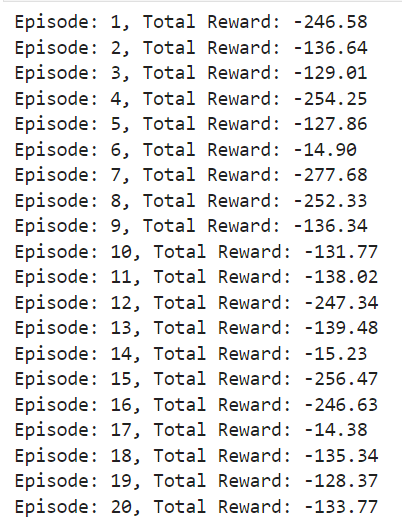 Episode: 1, Total Reward: -246.58
Episode: 2, Total Reward: -136.64
Episode: 3, Total Reward: -129.01
Episode: 4, Total Reward: -254.25
Episode: 5, Total Reward: -127.86
Episode: 6, Total Reward: -14.90
Episode: 7, Total Reward: -277.68
Episode: 8, Total Reward: -252.33
Episode: 9, Total Reward: -136.34
Episode: 10, Total Reward: -131.77
Episode: 11, Total Reward: -138.02
Episode: 12, Total Reward: -247.34
Episode: 13, Total Reward: -139.48
Episode: 14, Total Reward: -15.23
Episode: 15, Total Reward: -256.47
Episode: 16, Total Reward: -246.63
Episode: 17, Total Reward: -14.38
Episode: 18, Total Reward: -135.34
Episode: 19, Total Reward: -128.37
Episode: 20, Total Reward: -133.77